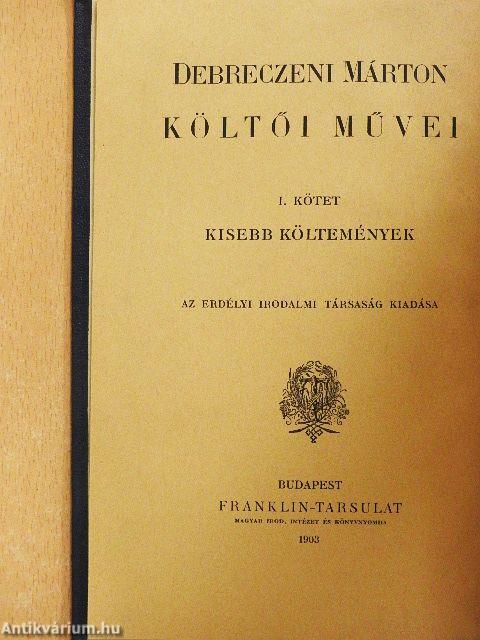 DEBRECZENI MÁRTON
KÖLTŐI MŰVEI
I. KÖTET
KISEBB KÖLTEMÉNYEK
AZ ERDÉLYI IRODALMI TÁRSASÁG KIADÁSA
BUDAPEST
FRANKLIN-TARSULAT
MAGYAR IROD. INTÉZET ÉS KÖNYVNYOMDA
1903
Antikvárium.hu